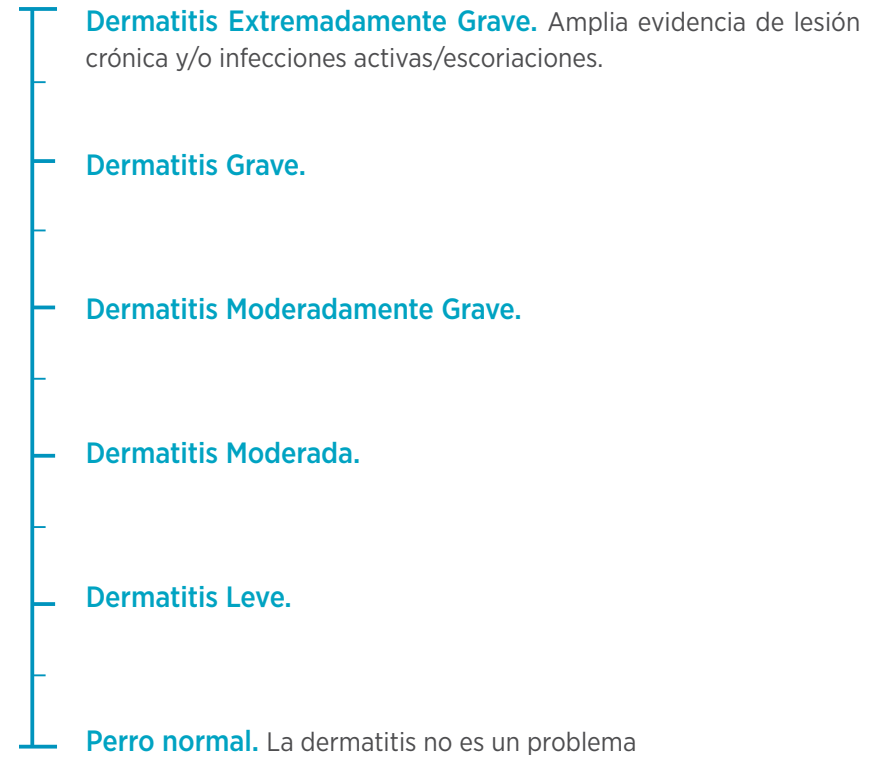 Dermatitis Extremadamente Grave. Amplia evidencia de lesión
crónica y/o infecciones activas/escoriaciones.
Dermatitis Grave.
Dermatitis Moderadamente Grave.
Dermatitis Moderada.
Dermatitis Leve.
Perro normal. La dermatitis no es un problema